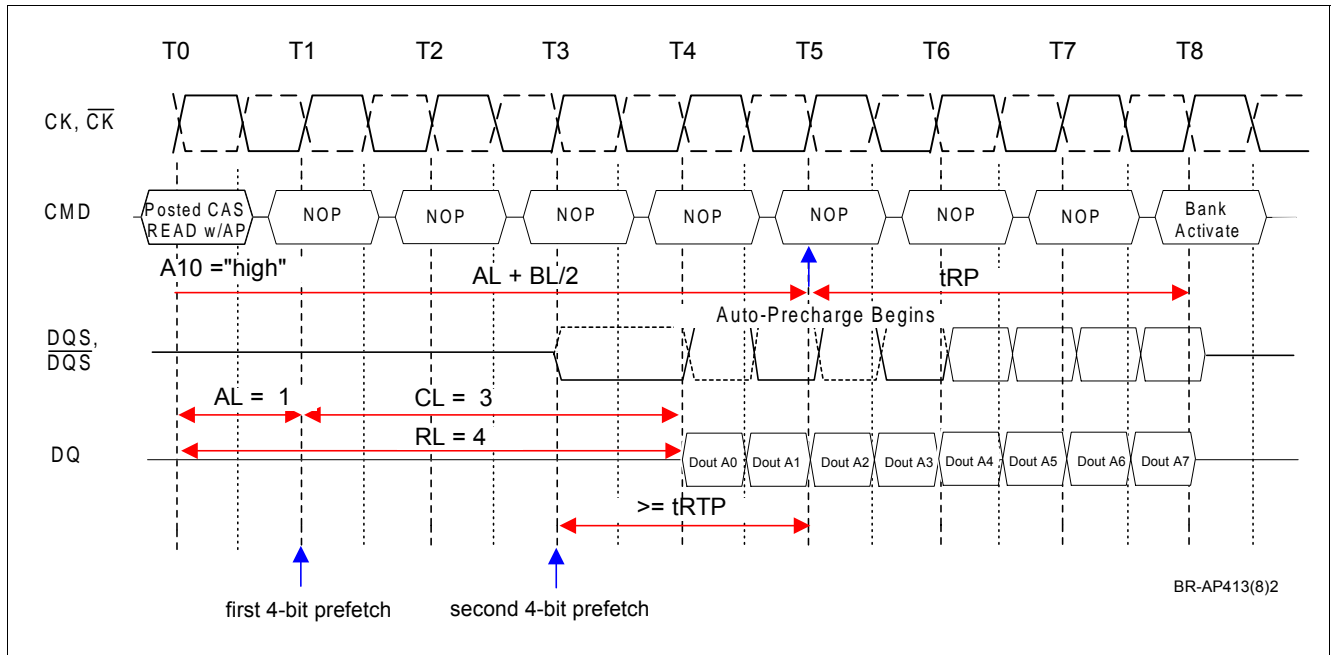 T0 T1 T2 T3 T4 T5 T6 T7 T8
CK, CK
CMD
Posted CAS
READ w/AP
NOP NOP NOP NOP NOP NOP NOP
Bank
Activate
A10 ="high"
AL + BL/2
tRP
Auto-Precharge Begins
DQS,
DQS
AL = 1
CL = 3
RL = 4
DQ
Dout A0 Dout A1 Dout A2 Dout A3 Dout A4 Dout A5 Dout A6 Dout A7
>= tRTP
first 4-bit prefetch
second 4-bit prefetch
BR-AP413(8)2